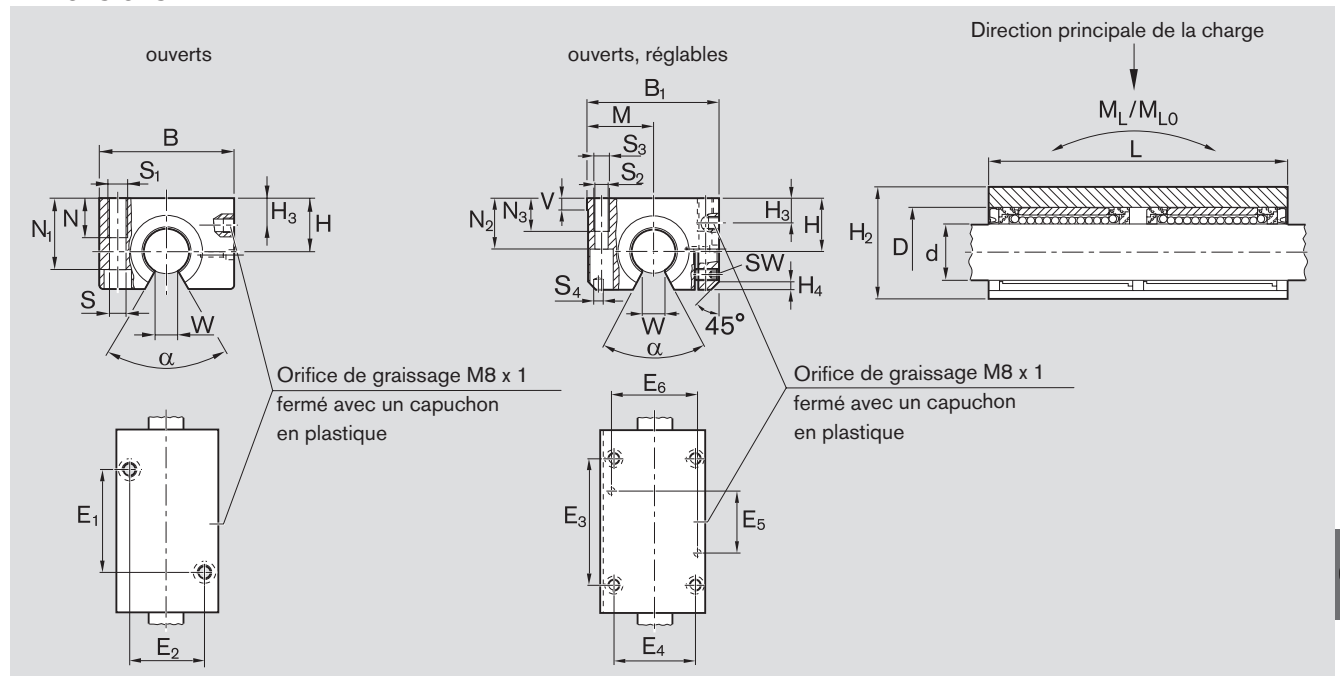 ouverts
B
S₁
N
N₁
H₃
H
S
W
α
E₁
E₂
Orifice de graissage M8 x 1
fermé avec un capuchon
en plastique
ouverts, réglables
B₁
M
S₃
S₂
V
N₃
N₂
H₃
H
SW
H₄
S₄
W
45°
α
E₆
E₃
E₅
E₄
Orifice de graissage M8 x 1
fermé avec un capuchon
en plastique
Direction principale de la charge
M_L/M_L0
L
H₂
D
d